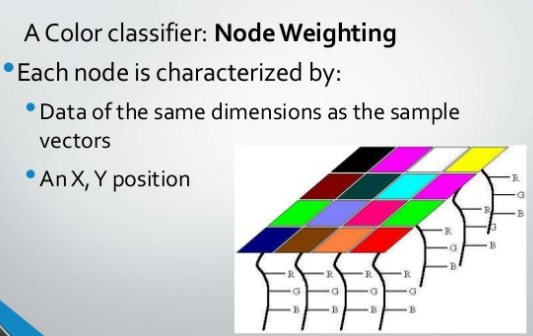 A Color classifier: Node Weighting
Each node is characterized by:
Data of the same dimensions as the sample
vectors
An X, Y position
R
G
B
R
G
B
R
G
B
R
G
B
R
G
B
R
G
B
R
G
B